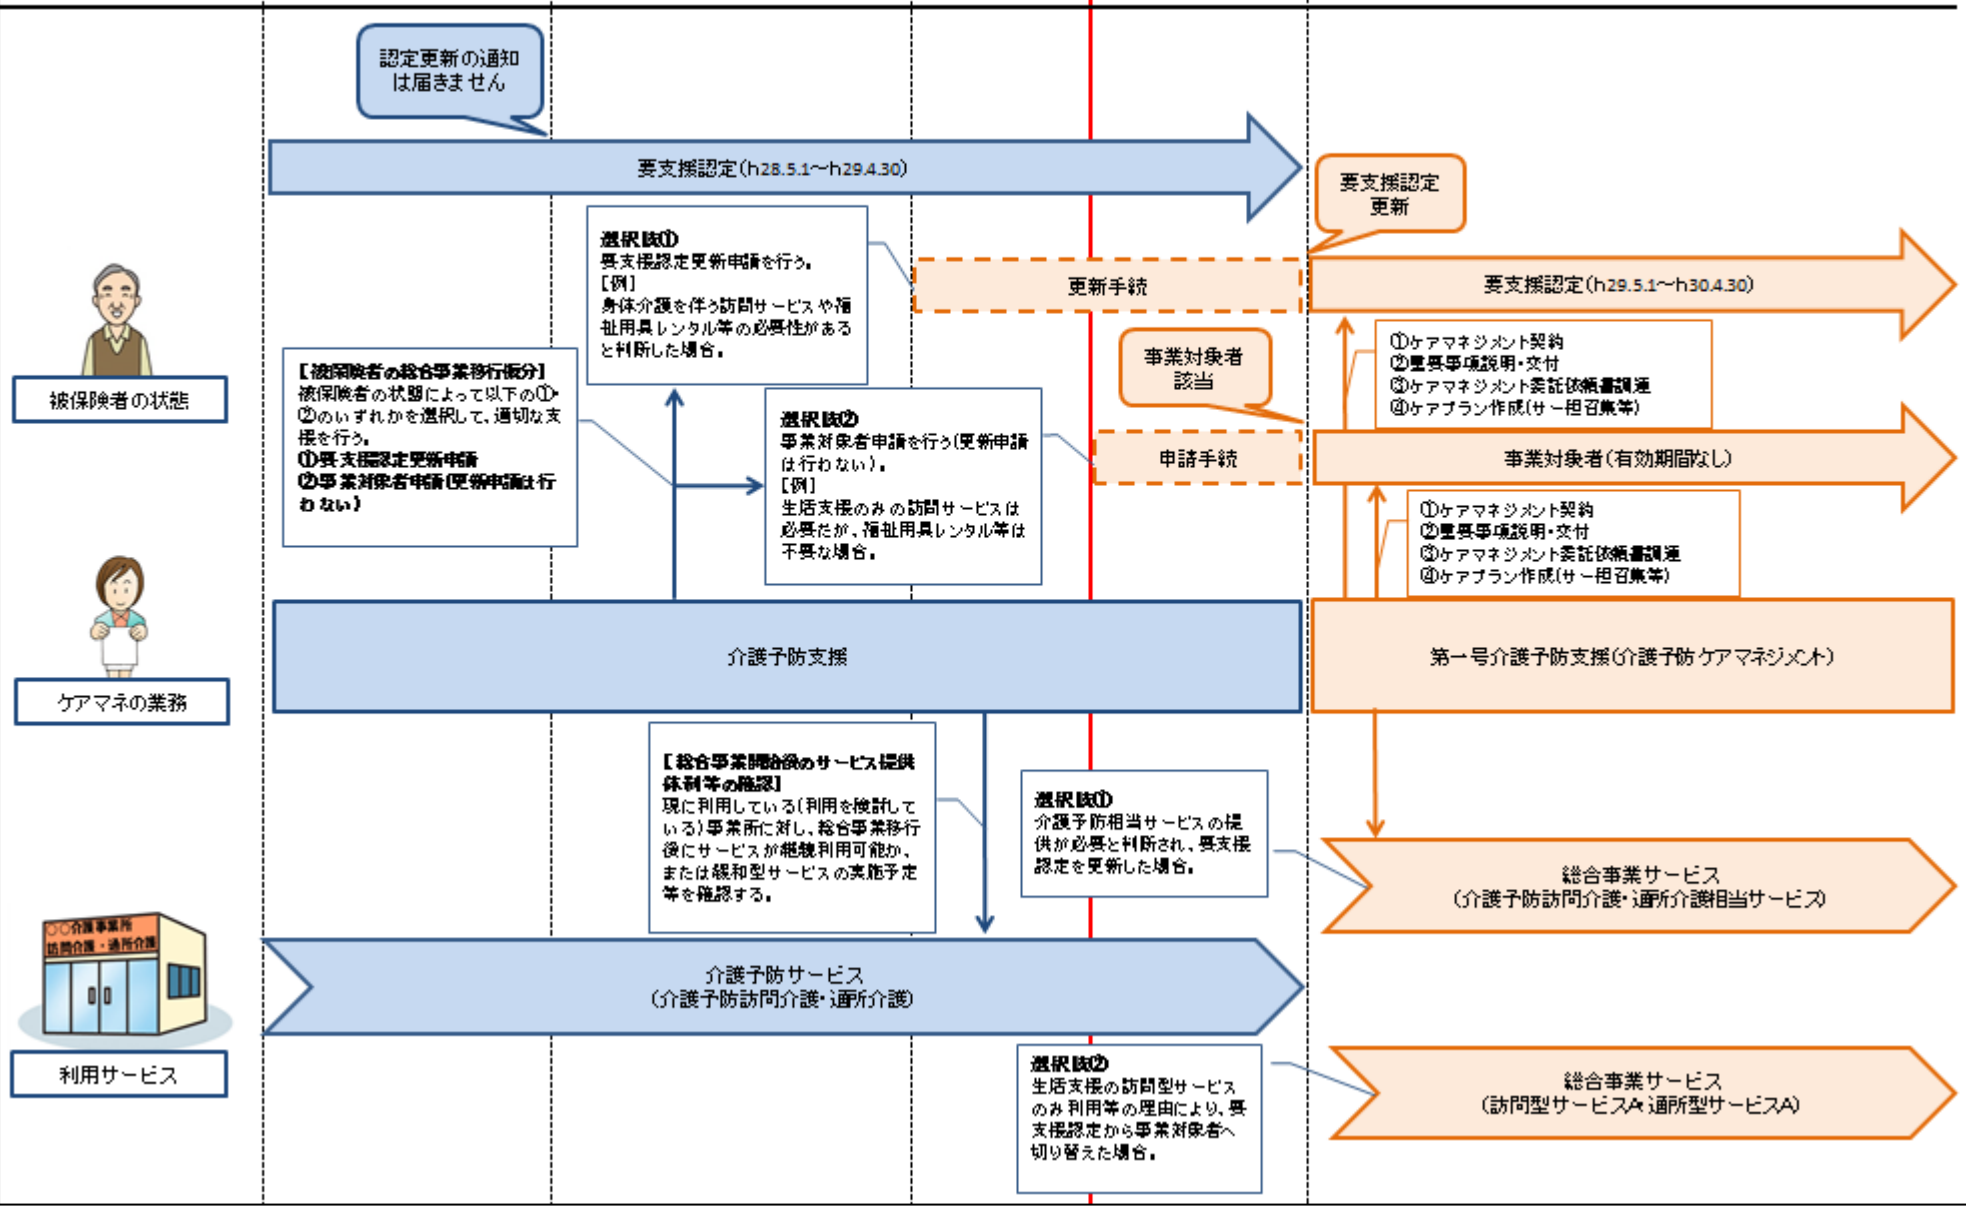 認定更新の通知
は届きません
要支援認定(h28.5.1～h29.4.30)
要支援認定
更新
選択肢①
要支援認定更新申請を行う。
[例]
身体介護を伴う訪問サービスや福
祉用具レンタル等の必要性がある
と判断した場合。
更新手続
要支援認定(h29.5.1～h30.4.30)
①ケアマネジメント契約
②重要事項説明・交付
③ケアマネジメント委託依頼書調達
④ケアプラン作成(サー担召集等)
事業対象者
該当
被保険者の状態
[被保険者の総合事業移行振分]
被保険者の状態によって以下の①・
②のいずれかを選択して、適切な支
援を行う。
①要支援認定更新申請
②事業対象者申請(更新申請は行
わない)
選択肢②
事業対象者申請を行う(更新申請
は行わない)。
[例]
生活支援のみの訪問サービスは
必要だが、福祉用具レンタル等は
不要な場合。
申請手続
事業対象者(有効期間なし)
①ケアマネジメント契約
②重要事項説明・交付
③ケアマネジメント委託依頼書調達
④ケアプラン作成(サー担召集等)
ケアマネの業務
介護予防支援
第一号介護予防支援(介護予防ケアマネジメント)
[総合事業開始後のサービス提供
体制等の確認]
現に利用している(利用を検討して
いる)事業所に対し、総合事業移行
後にサービスが継続利用可能か、
または緩和型サービスの実施予定
等を確認する。
選択肢①
介護予防相当サービスの提
供が必要と判断され、要支援
認定を更新した場合。
総合事業サービス
(介護予防訪問介護・通所介護相当サービス)
〇〇介護事業所
訪問介護・通所介護
利用サービス
介護予防サービス
(介護予防訪問介護・通所介護)
選択肢②
生活支援の訪問型サービス
のみ利用等の理由により、要
支援認定から事業対象者へ
切り替えた場合。
総合事業サービス
(訪問型サービスA・通所型サービスA)